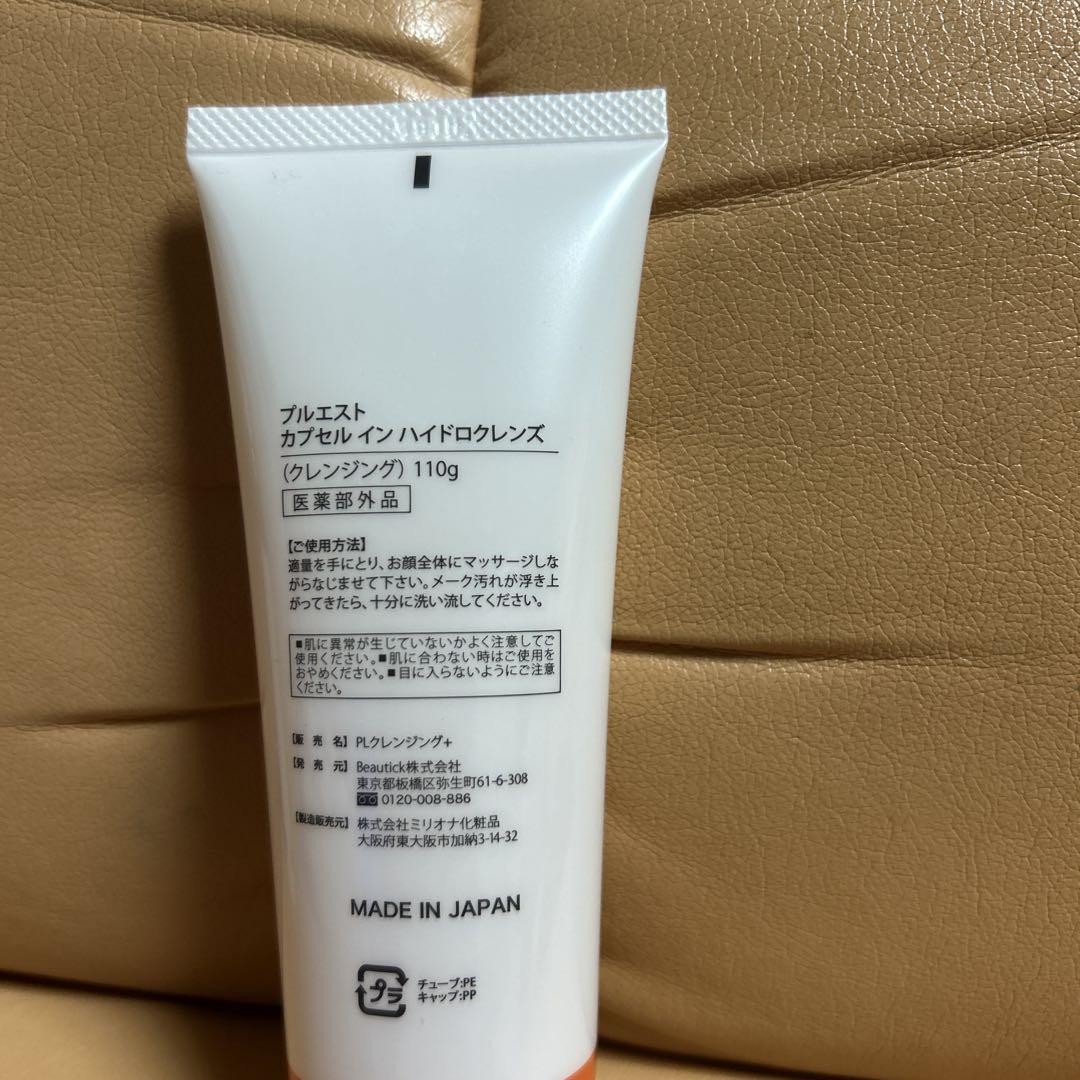 プルエスト
カプセル イン ハイドロクレンズ
(クレンジング) 110g
医薬部外品
【ご使用方法】
適量を手にとり、お顔全体にマッサージしな
がらなじませて下さい。メーク汚れが浮き上
がってきたら、十分に洗い流してください。
■肌に異常が生じていないかよく注意してご
使用ください。■肌に合わない時はご使用を
おやめください。■目に入らないようにご注意
ください。
【販売名】 PLクレンジング+
【発売元】 Beautick株式会社
東京都板橋区弥生町61-6-308
0120-008-886
【製造販売元】 株式会社ミリオナ化粧品
大阪府東大阪市加納3-14-32
MADE IN JAPAN
プラ
チューブ:PE
キャップ:PP